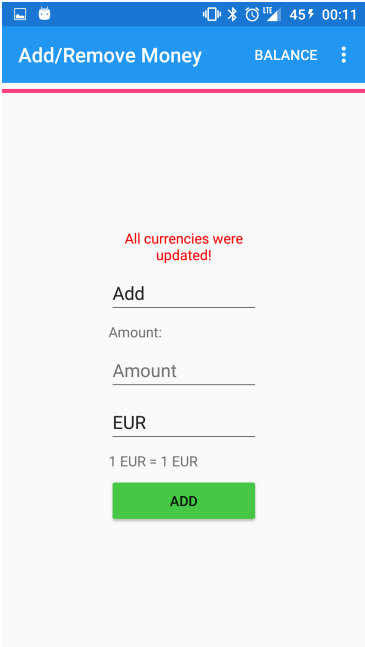 LTE 45 00:11
Add/Remove Money BALANCE
All currencies were
updated!
Add
Amount:
Amount
EUR
1 EUR = 1 EUR
ADD